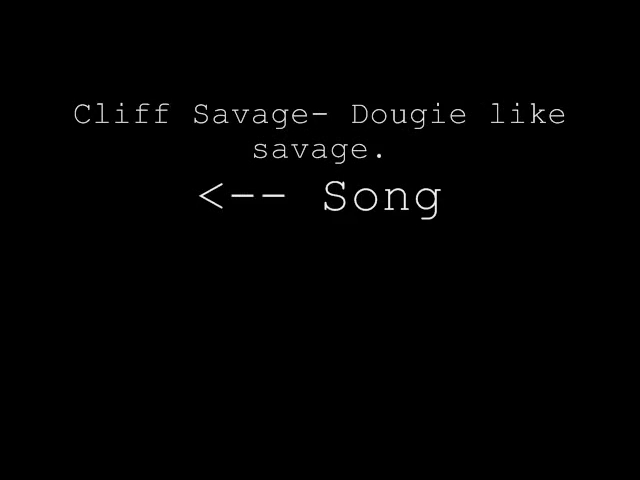 Cliff Savage- Dougie like
savage.
<-- Song